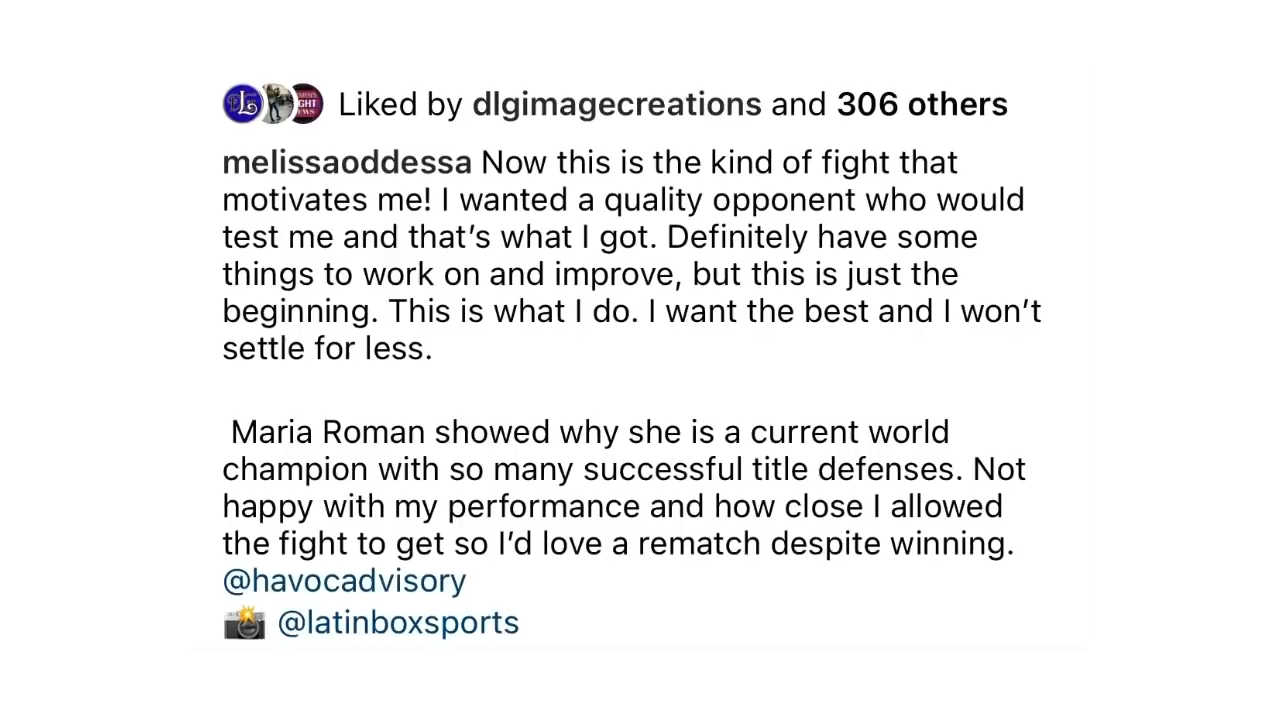 Liked by dlgimagecreations and 306 others
melissaoddessa Now this is the kind of fight that
motivates me! I wanted a quality opponent who would
test me and that’s what I got. Definitely have some
things to work on and improve, but this is just the
beginning. This is what I do. I want the best and I won’t
settle for less.
Maria Roman showed why she is a current world
champion with so many successful title defenses. Not
happy with my performance and how close I allowed
the fight to get so I’d love a rematch despite winning.
@havocadvisory
📸 @latinboxsports